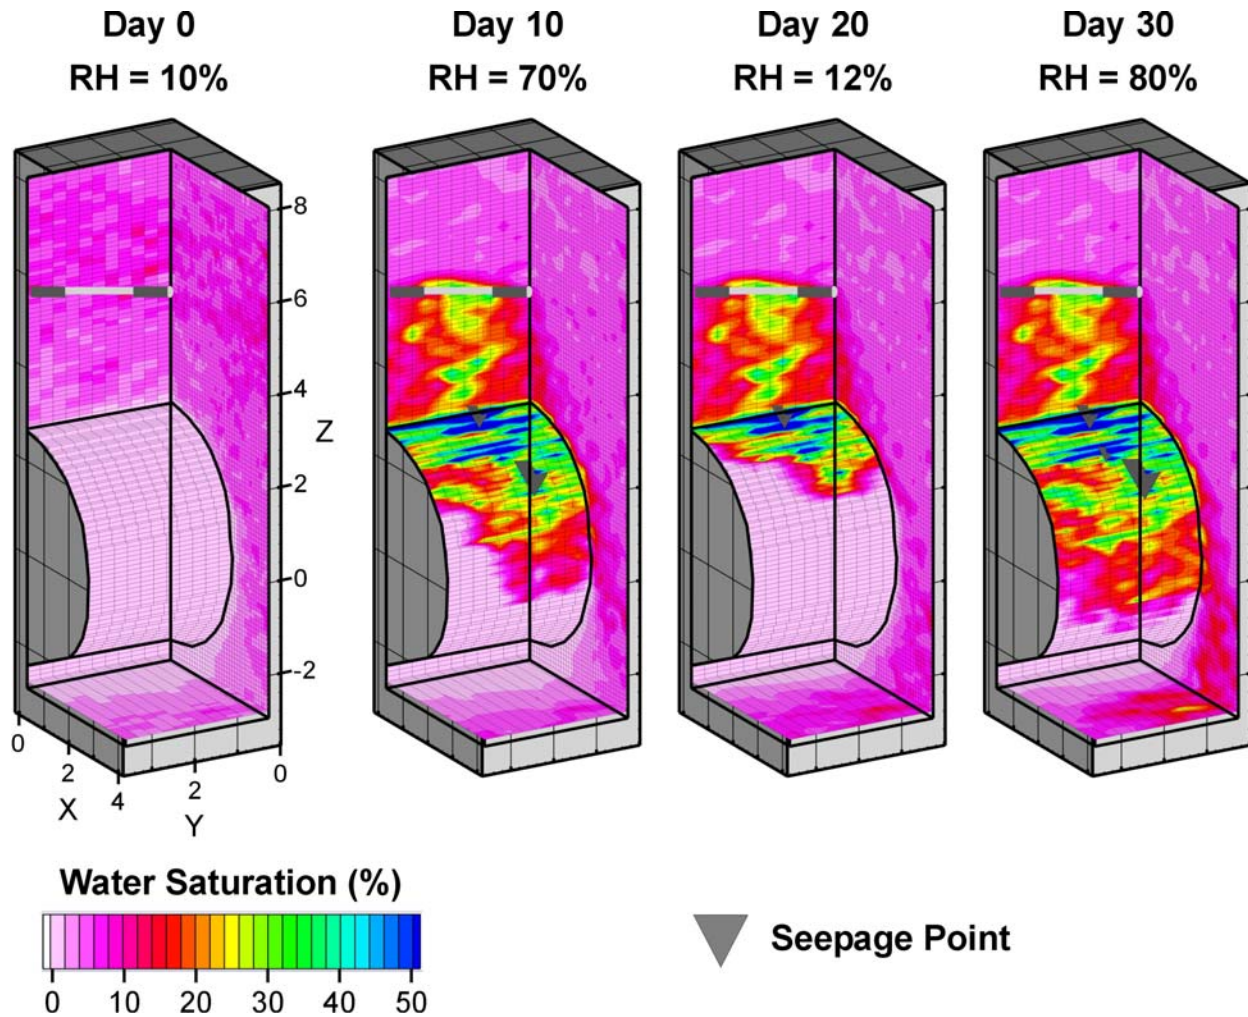 Day 0 Day 10 Day 20 Day 30
RH = 10% RH = 70% RH = 12% RH = 80%
8
6
4
Z
2
0
-2
0 2 4 X
2 0 Y
Water Saturation (%)
0 10 20 30 40 50
Seepage Point